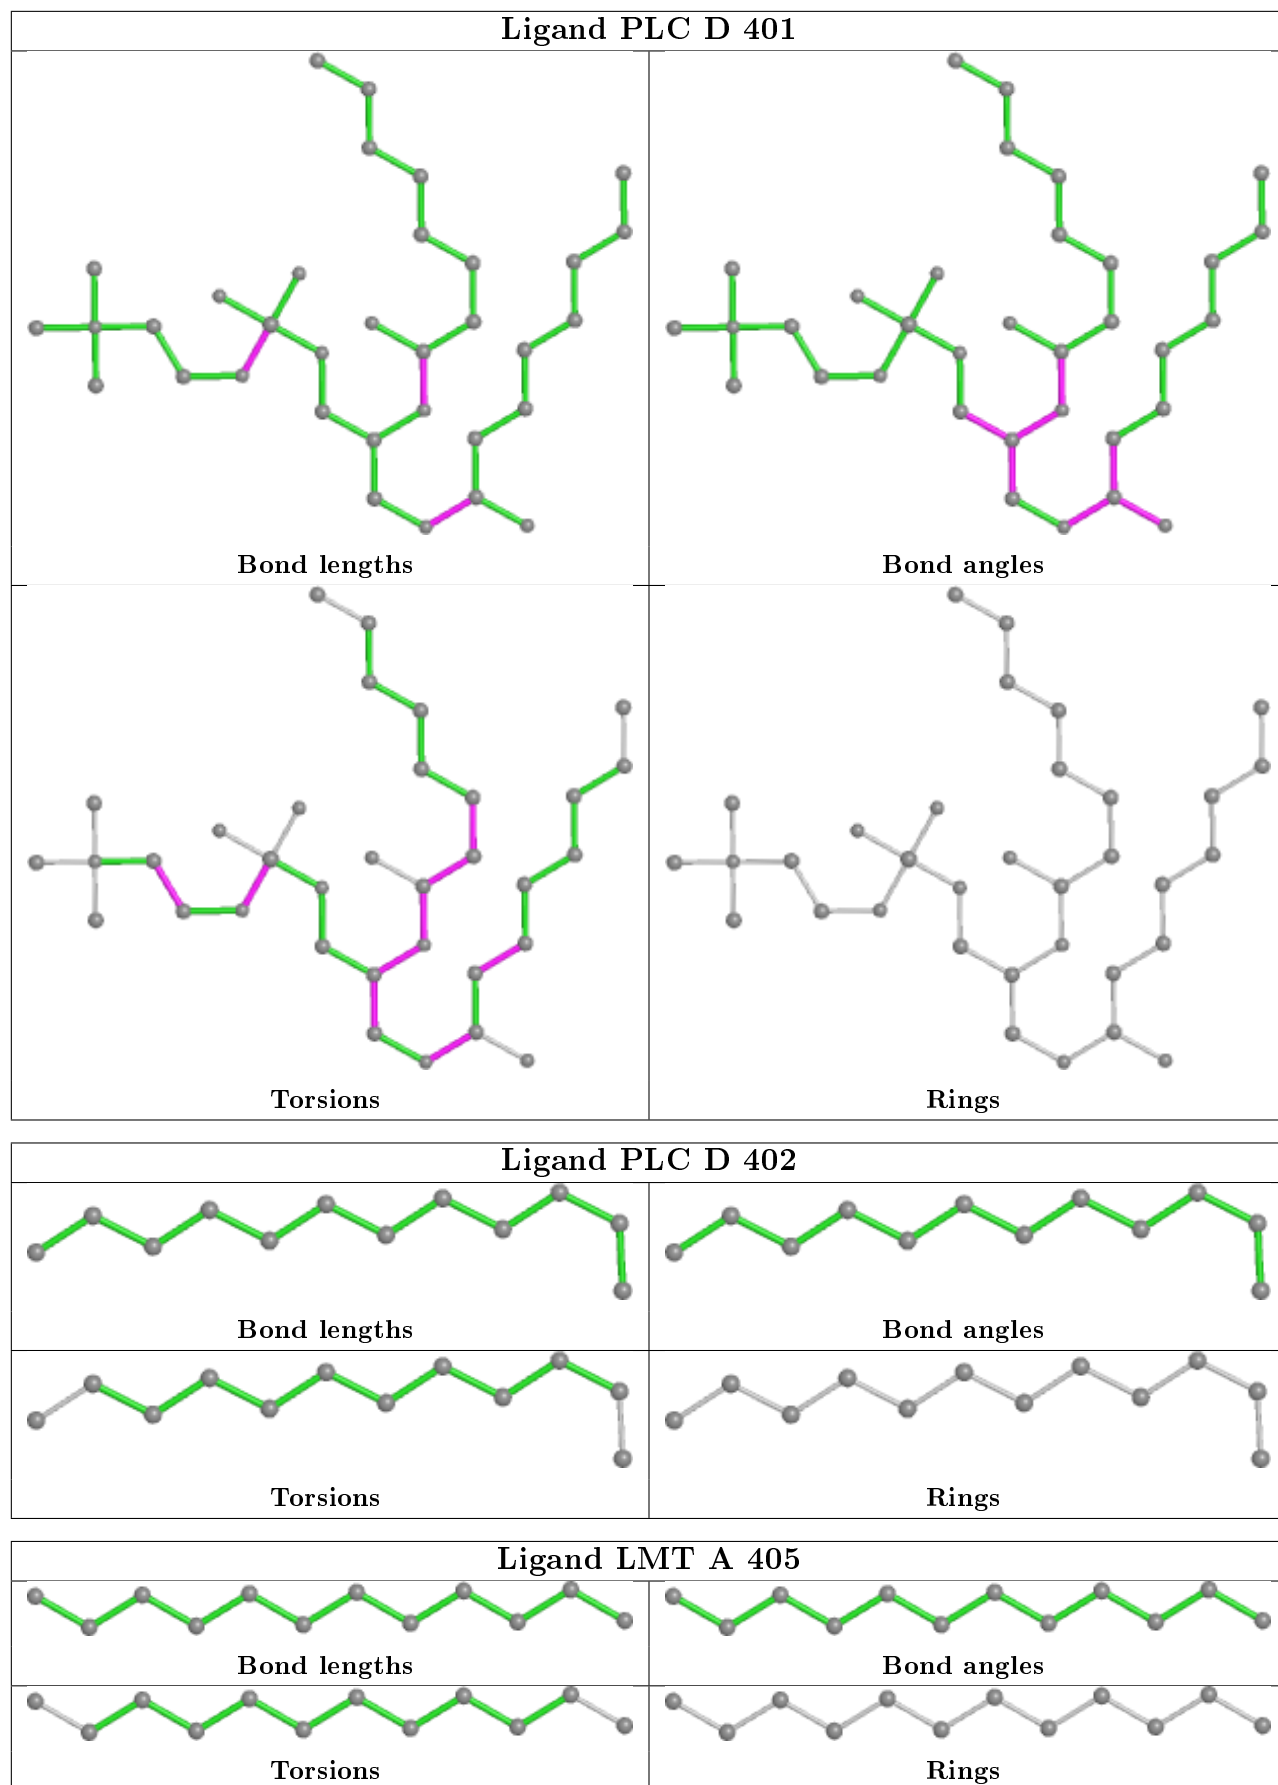 Ligand PLC D 401
Bond lengths
Bond angles
Torsions
Rings
Ligand PLC D 402
Bond lengths
Bond angles
Torsions
Rings
Ligand LMT A 405
Bond lengths
Bond angles
Torsions
Rings